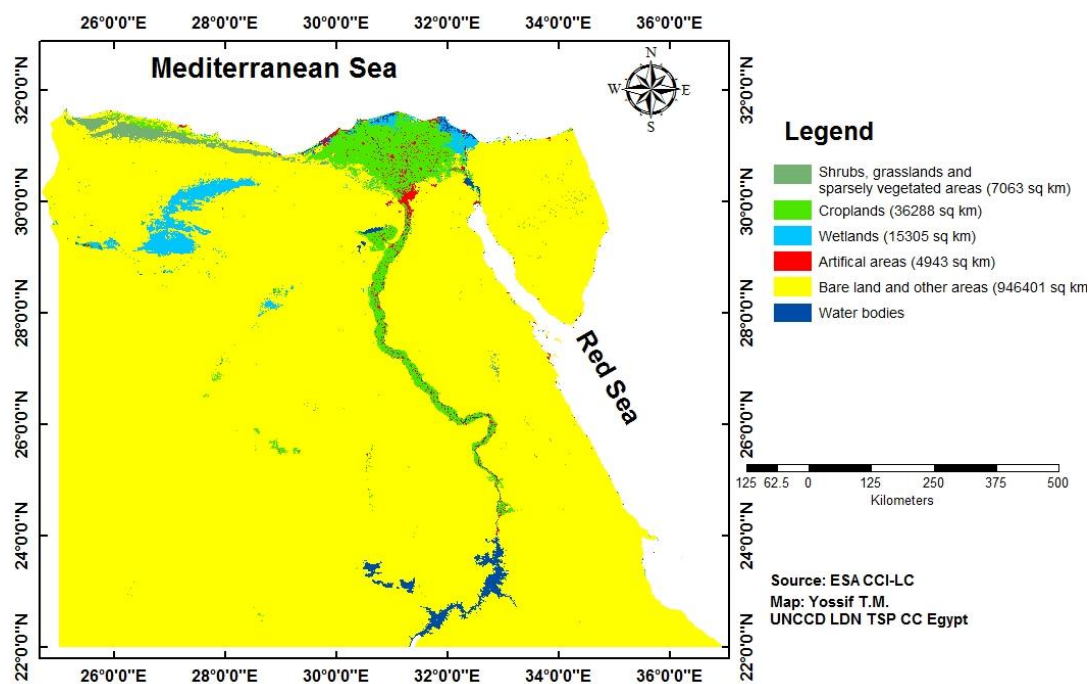 26°0'0"E 28°0'0"E 30°0'0"E 32°0'0"E 34°0'0"E 36°0'0"E
Mediterranean Sea
N
W E
S
32°0'0"N 30°0'0"N 28°0'0"N 26°0'0"N 24°0'0"N 22°0'0"N
Red Sea
32°0'0"N 30°0'0"N 28°0'0"N 26°0'0"N 24°0'0"N 22°0'0"N
26°0'0"E 28°0'0"E 30°0'0"E 32°0'0"E 34°0'0"E 36°0'0"E
Legend
Shrubs, grasslands and
sparsely vegetated areas (7063 sq km)
Croplands (36288 sq km)
Wetlands (15305 sq km)
Artifical areas (4943 sq km)
Bare land and other areas (946401 sq km
Water bodies
125 62.5 0 125 250 375 500
Kilometers
Source: ESA CCI-LC
Map: Yossif T.M.
UNCCD LDN TSP CC Egypt